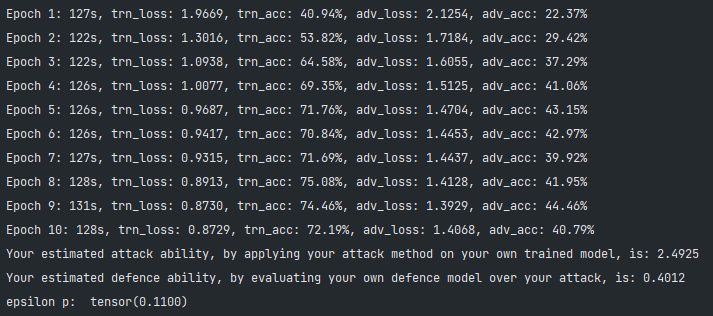 Epoch 1: 127s, trn_loss: 1.9669, trn_acc: 40.94%, adv_loss: 2.1254, adv_acc: 22.37%
Epoch 2: 122s, trn_loss: 1.3016, trn_acc: 53.82%, adv_loss: 1.7184, adv_acc: 29.42%
Epoch 3: 122s, trn_loss: 1.0938, trn_acc: 64.58%, adv_loss: 1.6055, adv_acc: 37.29%
Epoch 4: 126s, trn_loss: 1.0077, trn_acc: 69.35%, adv_loss: 1.5125, adv_acc: 41.06%
Epoch 5: 126s, trn_loss: 0.9687, trn_acc: 71.76%, adv_loss: 1.4704, adv_acc: 43.15%
Epoch 6: 126s, trn_loss: 0.9417, trn_acc: 70.84%, adv_loss: 1.4453, adv_acc: 42.97%
Epoch 7: 127s, trn_loss: 0.9315, trn_acc: 71.69%, adv_loss: 1.4437, adv_acc: 39.92%
Epoch 8: 128s, trn_loss: 0.8913, trn_acc: 75.08%, adv_loss: 1.4128, adv_acc: 41.95%
Epoch 9: 131s, trn_loss: 0.8730, trn_acc: 74.46%, adv_loss: 1.3929, adv_acc: 44.46%
Epoch 10: 128s, trn_loss: 0.8729, trn_acc: 72.19%, adv_loss: 1.4068, adv_acc: 40.79%
Your estimated attack ability, by applying your attack method on your own trained model, is: 2.4925
Your estimated defence ability, by evaluating your own defence model over your attack, is: 0.4012
epsilon p:  tensor(0.1100)